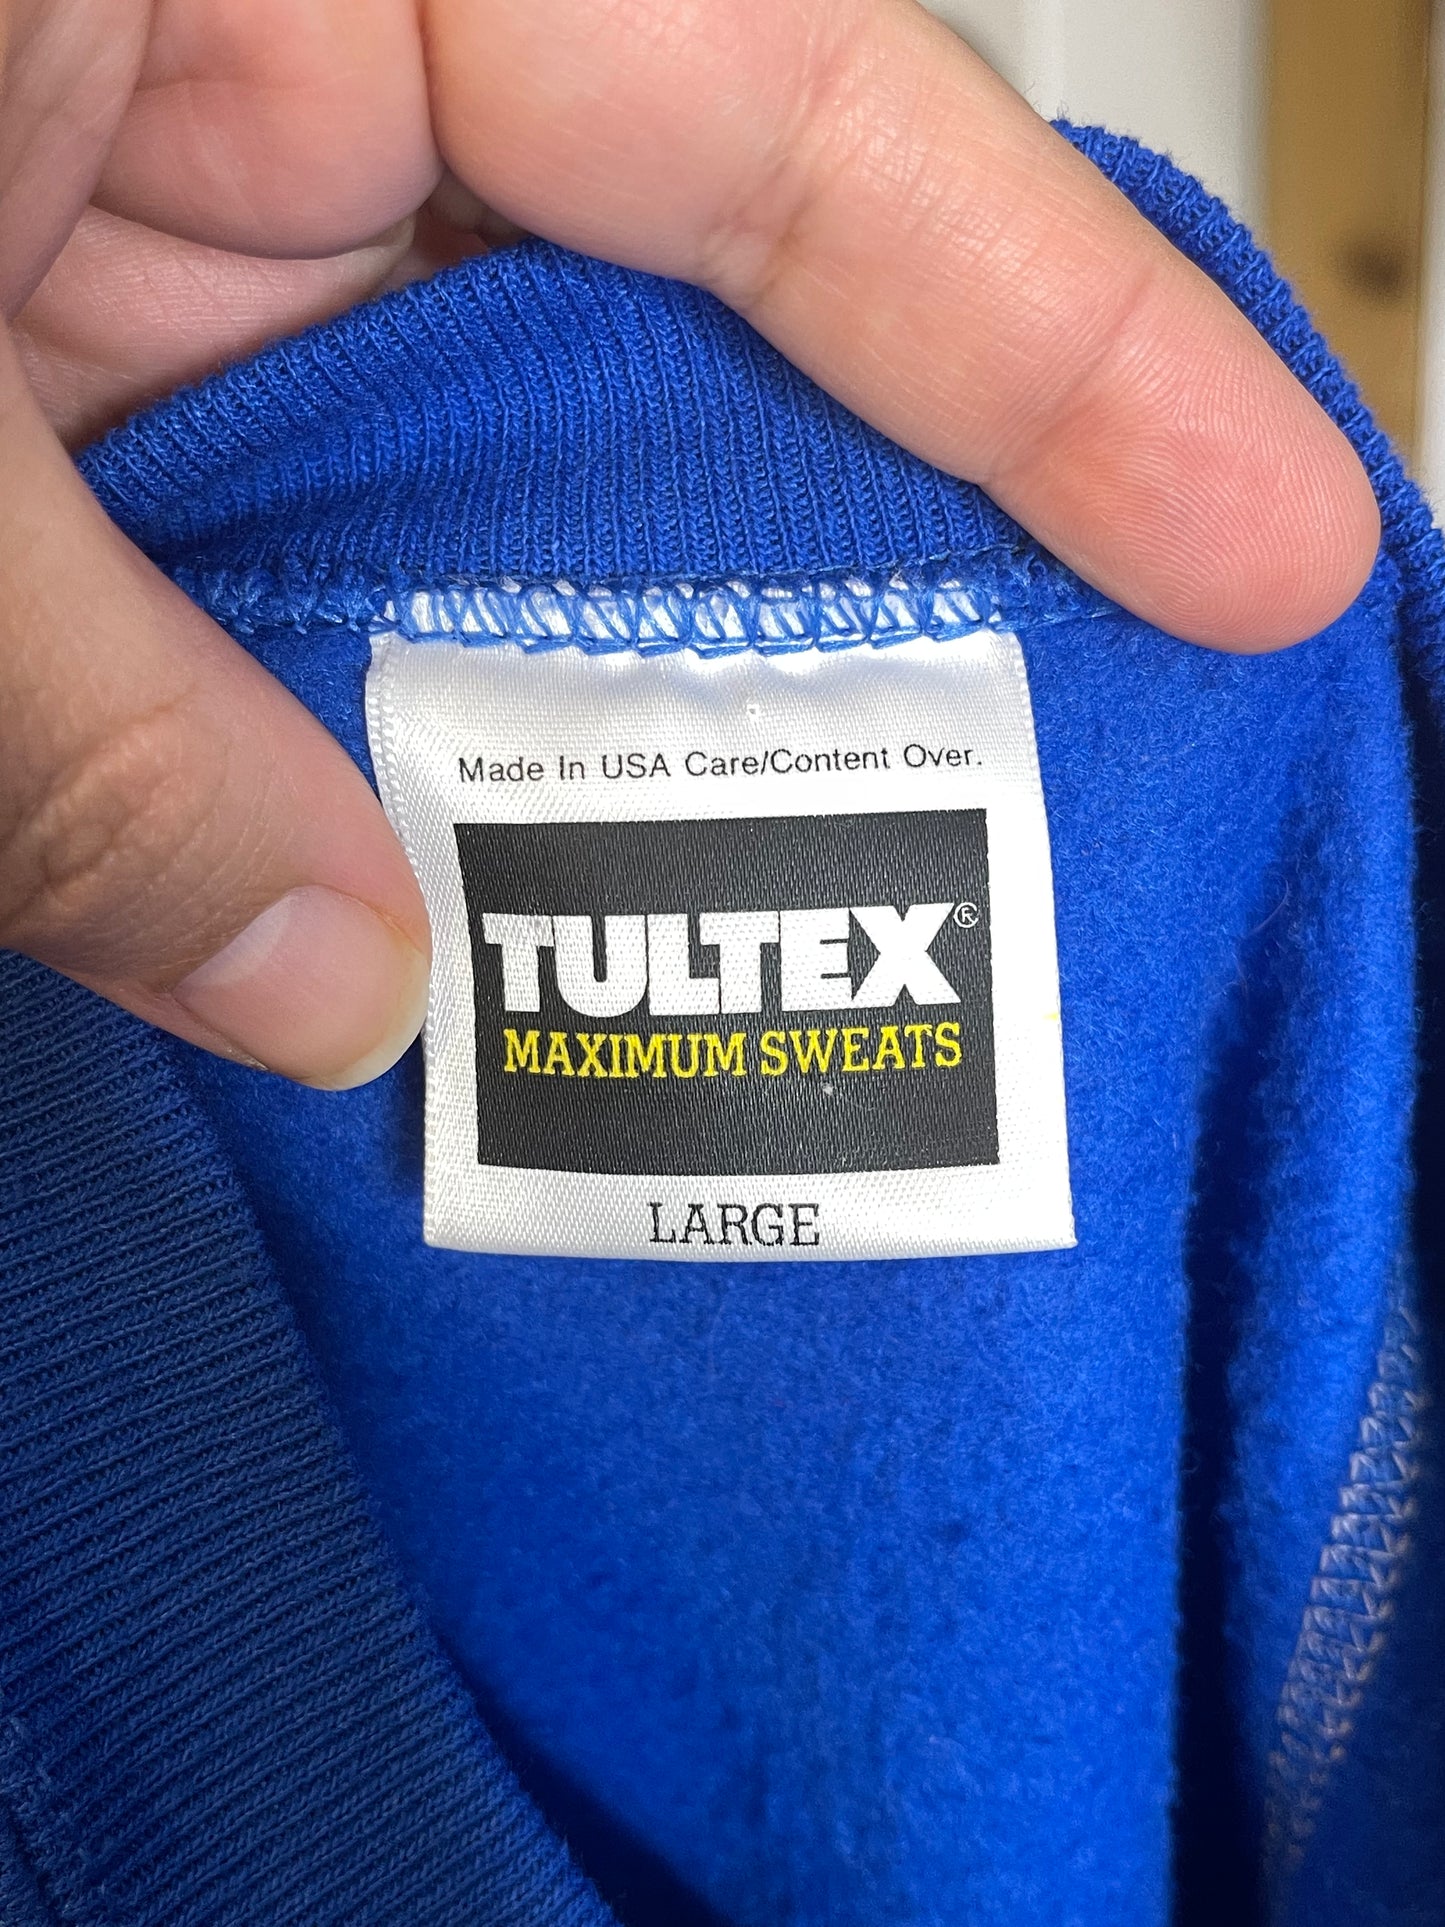 Made In USA Care/Content Over.
TULTEX®
MAXIMUM SWEATS
LARGE